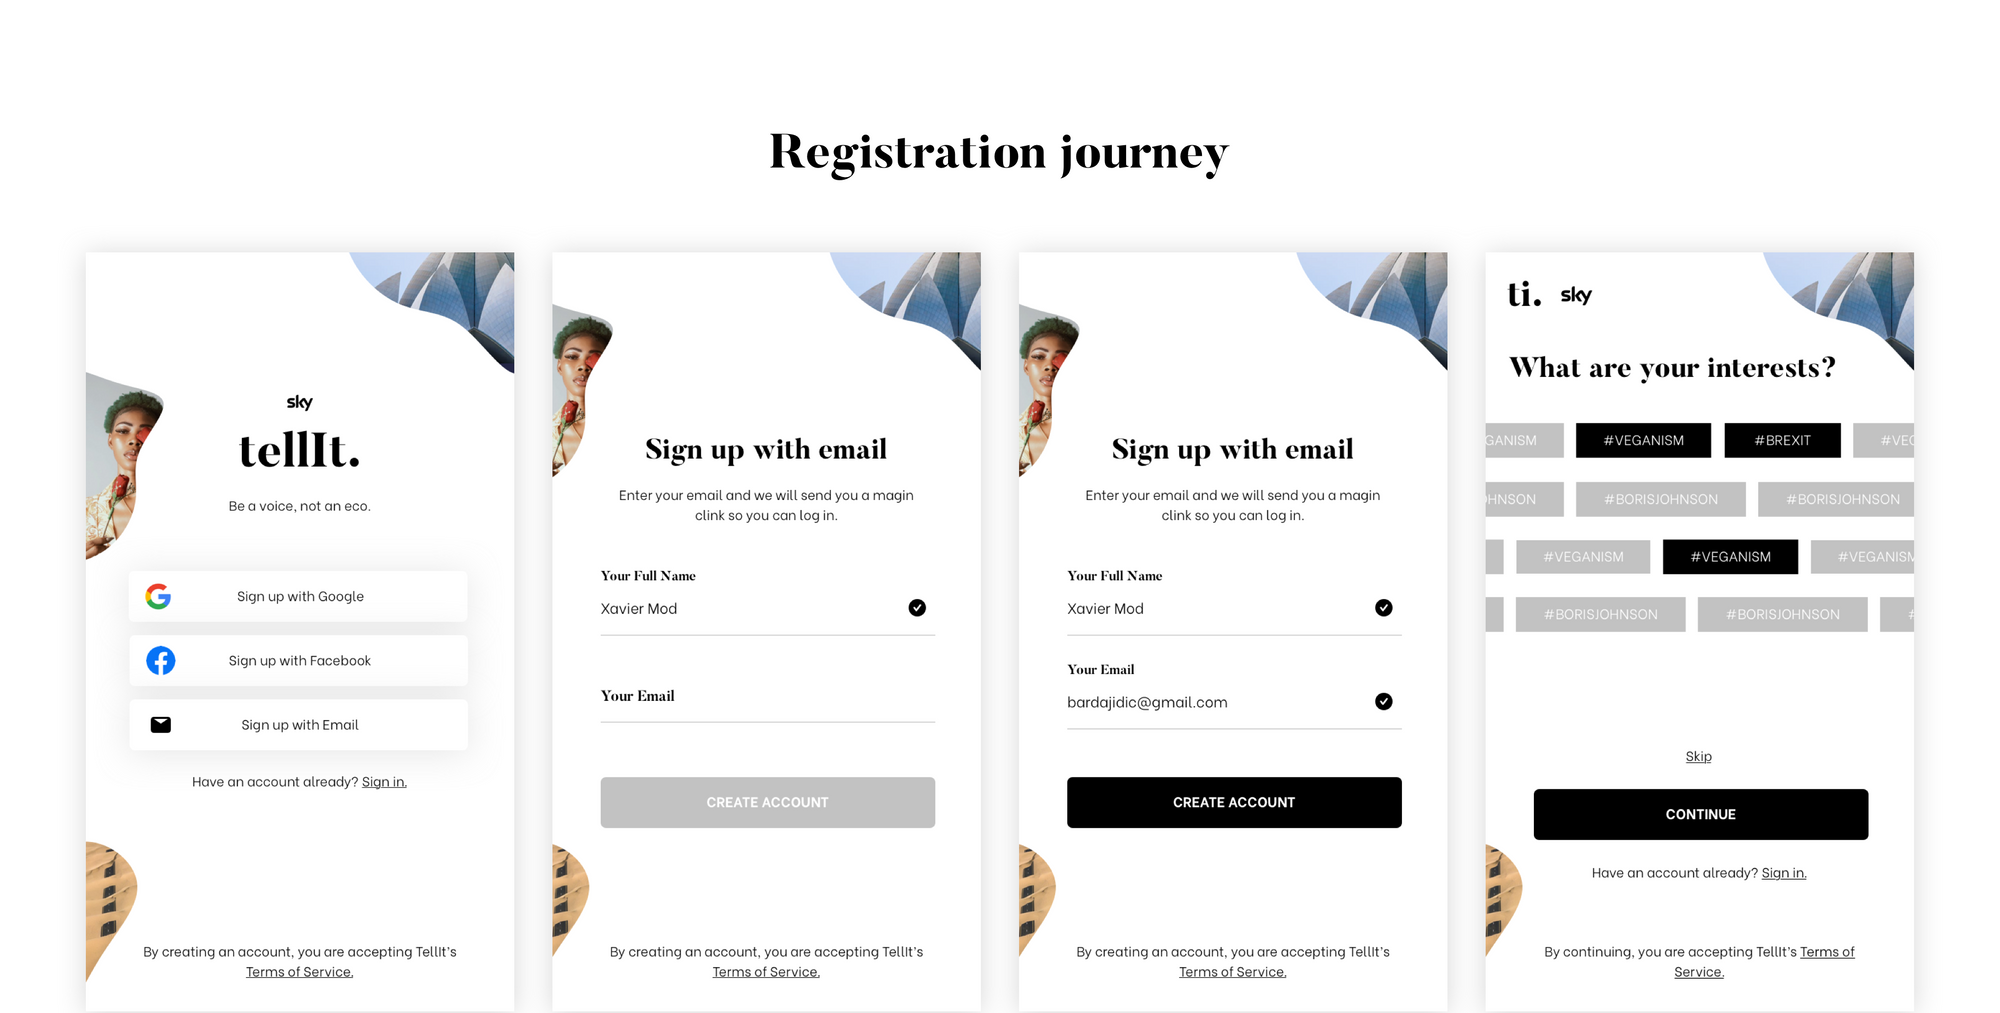 Registration journey
sky
tellIt.
Be a voice, not an eco.
Sign up with Google
Sign up with Facebook
Sign up with Email
Have an account already? Sign in.
By creating an account, you are accepting TellIt's
Terms of Service.
Sign up with email
Enter your email and we will send you a magin
clink so you can log in.
Your Full Name
Xavier Mod
Your Email
CREATE ACCOUNT
By creating an account, you are accepting TellIt's
Terms of Service.
Sign up with email
Enter your email and we will send you a magin
clink so you can log in.
Your Full Name
Xavier Mod
Your Email
bardajidic@gmail.com
CREATE ACCOUNT
By creating an account, you are accepting TellIt's
Terms of Service.
ti. sky
What are your interests?
GANISM #VEGANISM #BREXIT #VEG
HNSON #BORISJOHNSON #BORISJOHNSON
#VEGANISM #VEGANISM #VEGANISM
#BORISJOHNSON #BORISJOHNSON #
Skip
CONTINUE
Have an account already? Sign in.
By continuing, you are accepting TellIt's Terms of
Service.